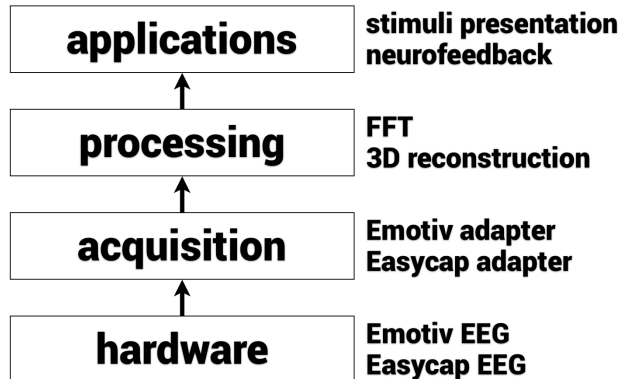 applications
stimuli presentation
neurofeedback
processing
FFT
3D reconstruction
acquisition
Emotiv adapter
Easycap adapter
hardware
Emotiv EEG
Easycap EEG